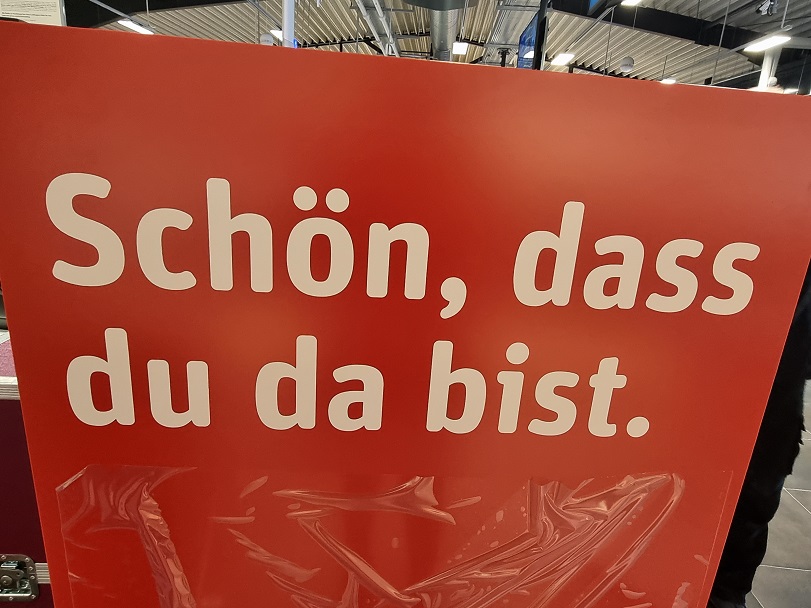 Schön, dass
du da bist.